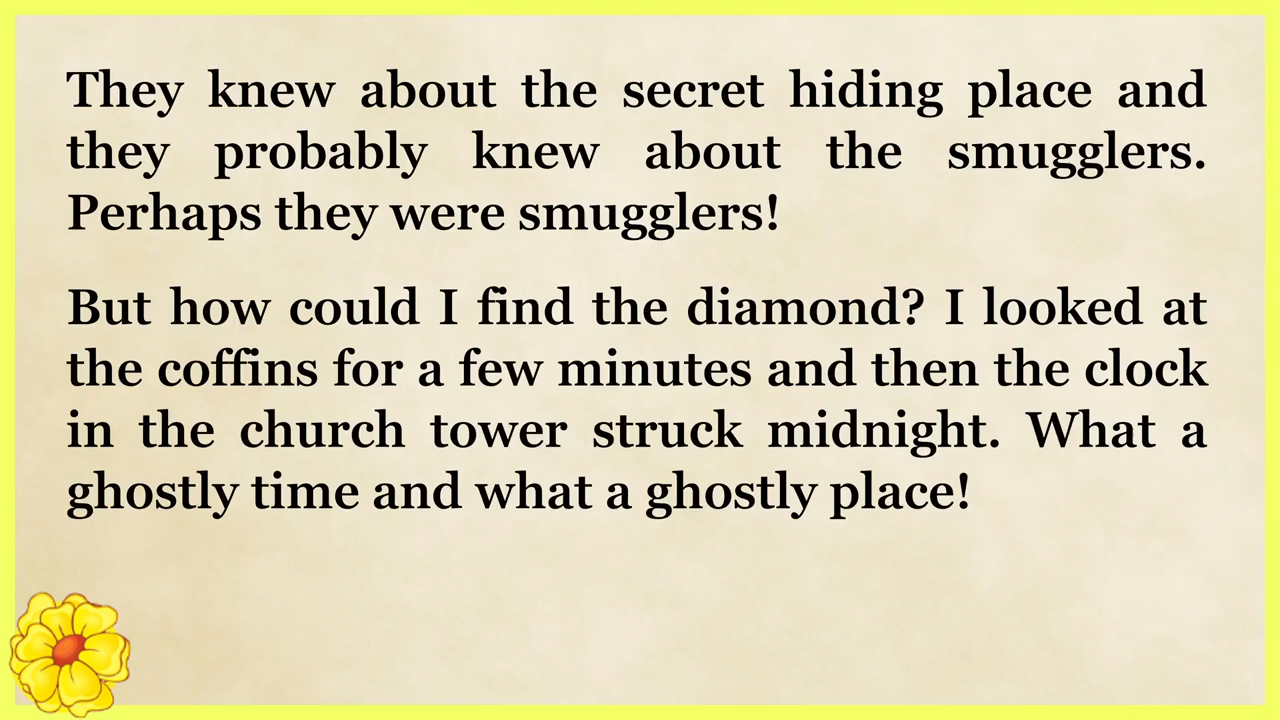 They knew about the secret hiding place and
they probably knew about the smugglers.
Perhaps they were smugglers!
But how could I find the diamond? I looked at
the coffins for a few minutes and then the clock
in the church tower struck midnight. What a
ghostly time and what a ghostly place!